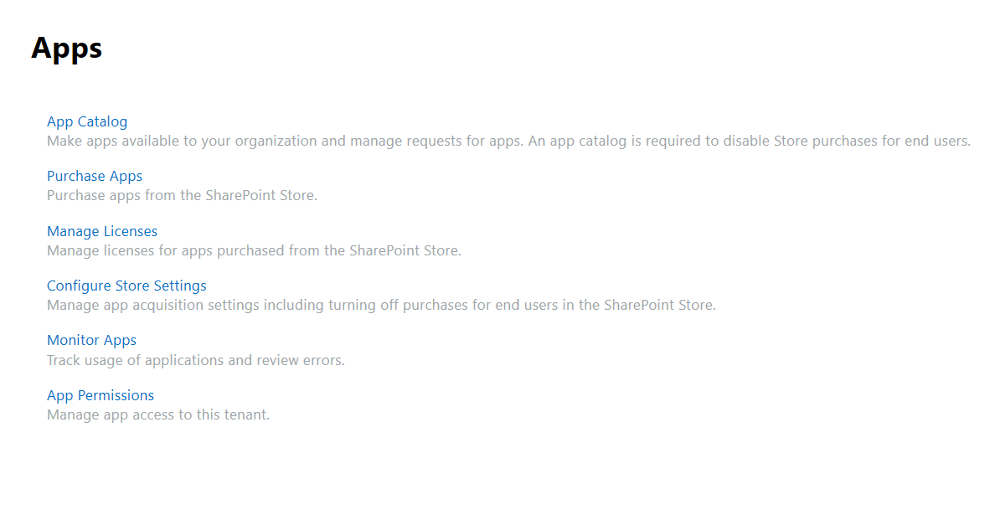 Apps
App Catalog
Make apps available to your organization and manage requests for apps. An app catalog is required to disable Store purchases for end users.
Purchase Apps
Purchase apps from the SharePoint Store.
Manage Licenses
Manage licenses for apps purchased from the SharePoint Store.
Configure Store Settings
Manage app acquisition settings including turning off purchases for end users in the SharePoint Store.
Monitor Apps
Track usage of applications and review errors.
App Permissions
Manage app access to this tenant.